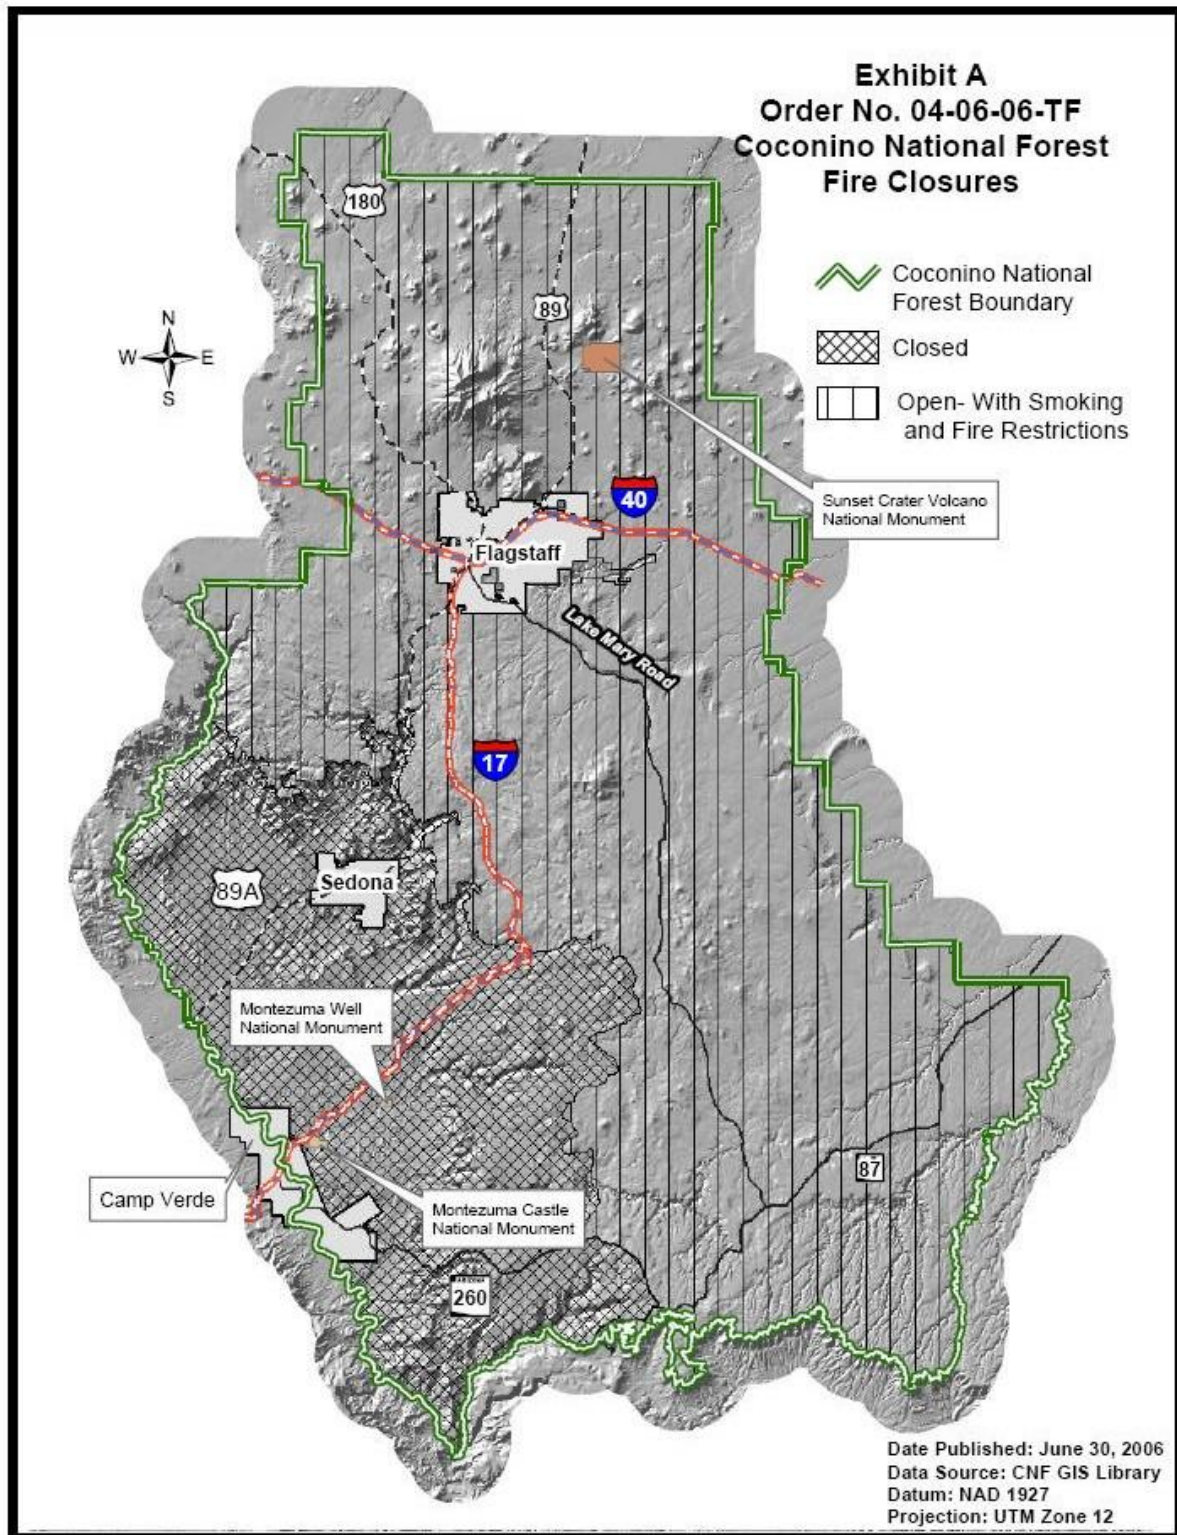 Exhibit A
Order No. 04-06-06-TF
Coconino National Forest
Fire Closures
180
89
Coconino National
Forest Boundary
N
W
E
S
Closed
Open- With Smoking
and Fire Restrictions
40
Sunset Crater Volcano
National Monument
Flagstaff
Lake Mary Road
17
Sedona
89A
Montezuma Well
National Monument
87
Camp Verde
Montezuma Castle
National Monument
ARIZONA
260
Date Published: June 30, 2006
Data Source: CNF GIS Library
Datum: NAD 1927
Projection: UTM Zone 12